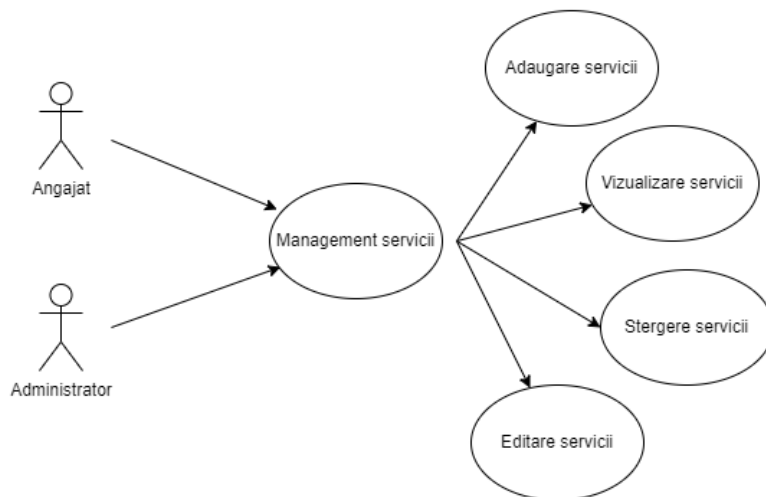 Adaugare servicii
Angajat
Vizualizare servicii
Management servicii
Stergere servicii
Administrator
Editare servicii